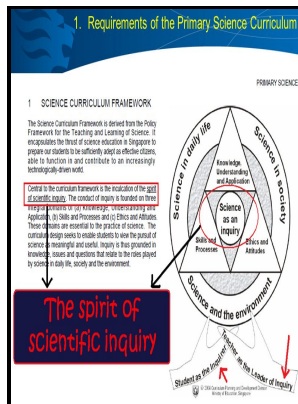 1. Requirements of the Primary Science Curriculum
PRIMARY SCIENCE
1 SCIENCE CURRICULUM FRAMEWORK
The Science Curriculum Framework is derived from the Policy
Framework for the Teaching and Learning of Science. It
encapsulates the thrust of science education in Singapore to
prepare our students to be sufficiently adept as effective citizens,
able to function in and contribute to an increasingly
technologically-driven world.
Central to the curriculum framework is the inculcation of the spirit
of scientific inquiry. The conduct of inquiry is founded on three
integral domains of (a) Knowledge, Understanding and
Application, (b) Skills and Processes and (c) Ethics and Attitudes.
These domains are essential to the practice of science. The
curriculum design seeks to enable students to view the pursuit of
science as meaningful and useful. Inquiry is thus grounded in
knowledge, issues and questions that relate to the roles played
by science in daily life, society and the environment.
The spirit of
scientific inquiry
Science in daily life
Science in society
Knowledge,
Understanding
and Application
Science
as an
inquiry
Skills and
Processes
Ethics and
Attitudes
Science and the environment
Student as the Inquirer
Teacher as the Leader of Inquiry
Ministry of Education, Singapore